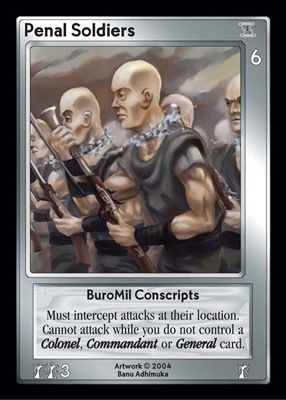 Penal Soldiers
6
BuroMil Conscripts
Must intercept attacks at their location.
Cannot attack while you do not control a
Colonel, Commandant or General card.
3
Artwork © 2004
Banu Adhimuka